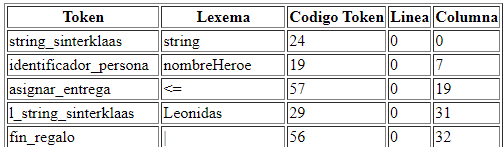 Token Lexema Codigo Token Linea Columna
string_sinterklaas string 24 0 0
identificador_persona nombreHeroe 19 0 7
asignar_entrega <= 57 0 19
l_string_sinterklaas Leonidas 29 0 31
fin_regalo | 56 0 32